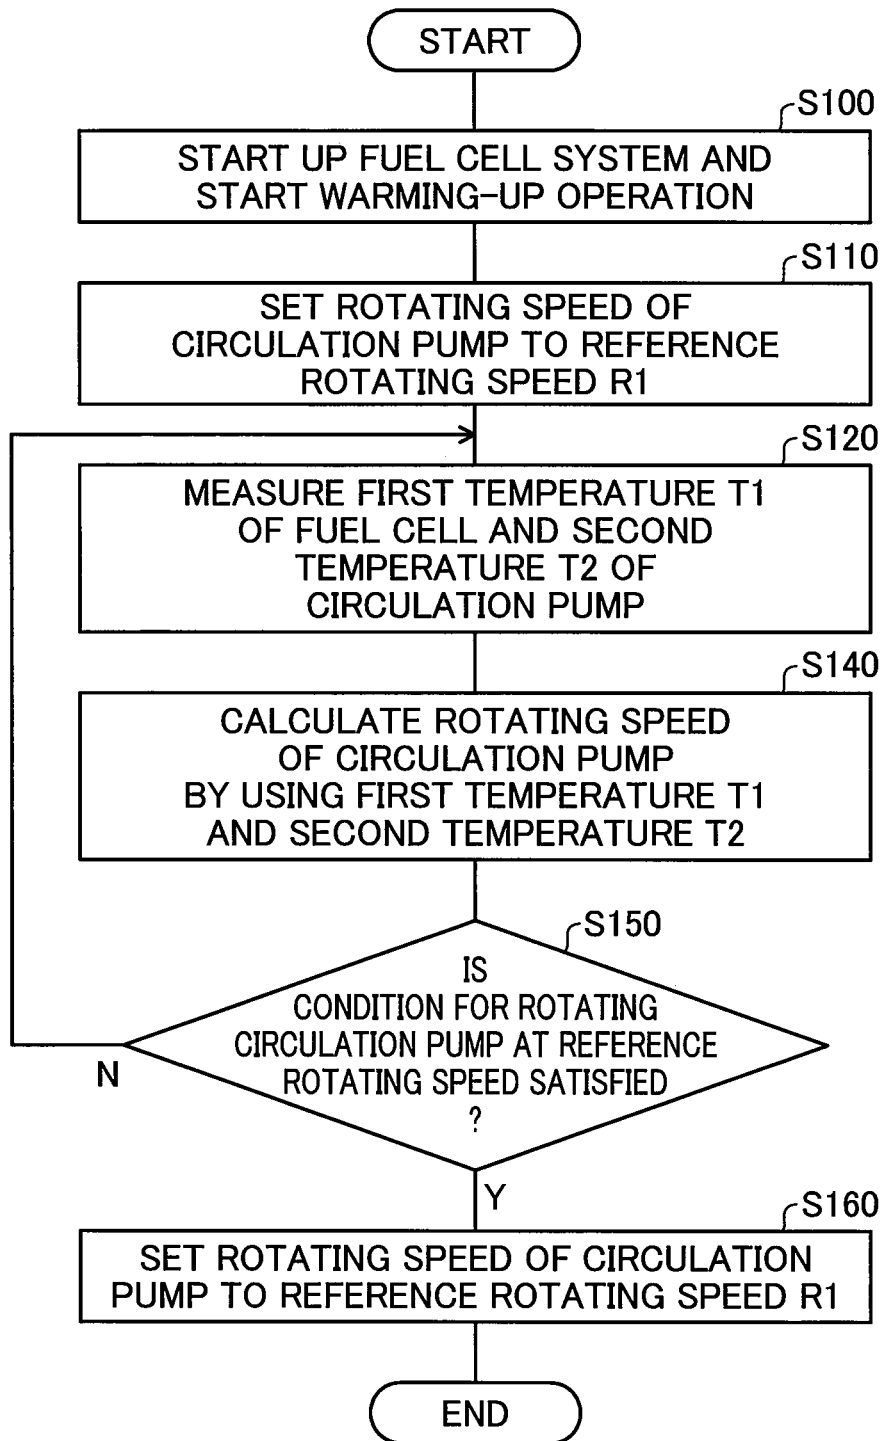 START
S100
START UP FUEL CELL SYSTEM AND
START WARMING-UP OPERATION
S110
SET ROTATING SPEED OF
CIRCULATION PUMP TO REFERENCE
ROTATING SPEED R1
S120
MEASURE FIRST TEMPERATURE T1
OF FUEL CELL AND SECOND
TEMPERATURE T2 OF
CIRCULATION PUMP
S140
CALCULATE ROTATING SPEED
OF CIRCULATION PUMP
BY USING FIRST TEMPERATURE T1
AND SECOND TEMPERATURE T2
S150
IS
CONDITION FOR ROTATING
CIRCULATION PUMP AT REFERENCE
ROTATING SPEED SATISFIED
?
N
Y
S160
SET ROTATING SPEED OF CIRCULATION
PUMP TO REFERENCE ROTATING SPEED R1
END